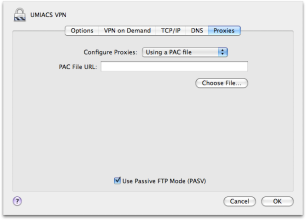 UMIACS VPN
Options VPN on Demand TCP/IP DNS Proxies
Configure Proxies: Using a PAC file
PAC File URL:
Choose File...
Use Passive FTP Mode (PASV)
? Cancel OK